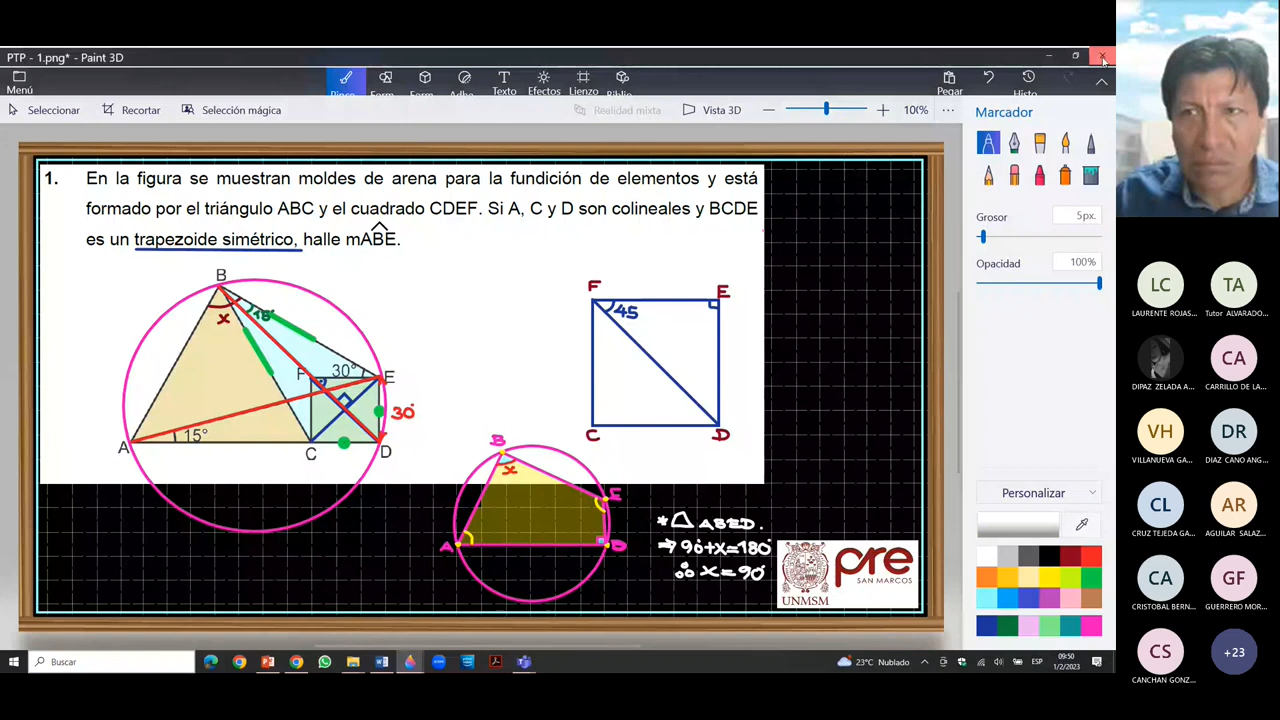 PTP - 1.png* - Paint 3D
Menú
Texto
Efectos
Lienzo
Pegar
Seleccionar
Recortar
Selección mágica
Realidad mixta
Vista 3D
100%
Marcador
Grosor
5px.
Opacidad
100%
Personalizar
1. En la figura se muestran moldes de arena para la fundición de elementos y está
formado por el triángulo ABC y el cuadrado CDEF. Si A, C y D son colineales y BCDE
es un trapezoide simétrico, halle mABE.
B
x
15°
F
30°
E
30°
A
15°
C
D
F
E
45
C
D
B
x
E
A
D
* ABED.
⇒ 90+x=180°
∴ x=90°
UNMSM
pre
SAN MARCOS
LC
TA
LAURENTE ROJAS...
Tutor ALVARADO...
CA
DIPAZ ZELADA A...
CARRILLO DE LA...
VH
DR
VILLANUEVA GA...
DIAZ CANO ANG...
CL
AR
CRUZ TEJEDA GA...
AGUILAR SALAZ...
CA
GF
CRISTOBAL BERN...
GUERRERO MOR...
CS
+23
CANCHAN GONZ...
Buscar
23°C Nublado
ESP
09:50
1/2/2023